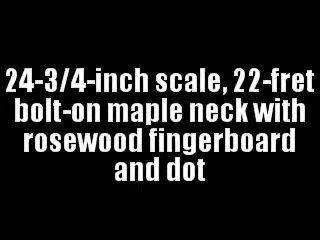 24-3/4-inch scale, 22-fret
bolt-on maple neck with
rosewood fingerboard
and dot